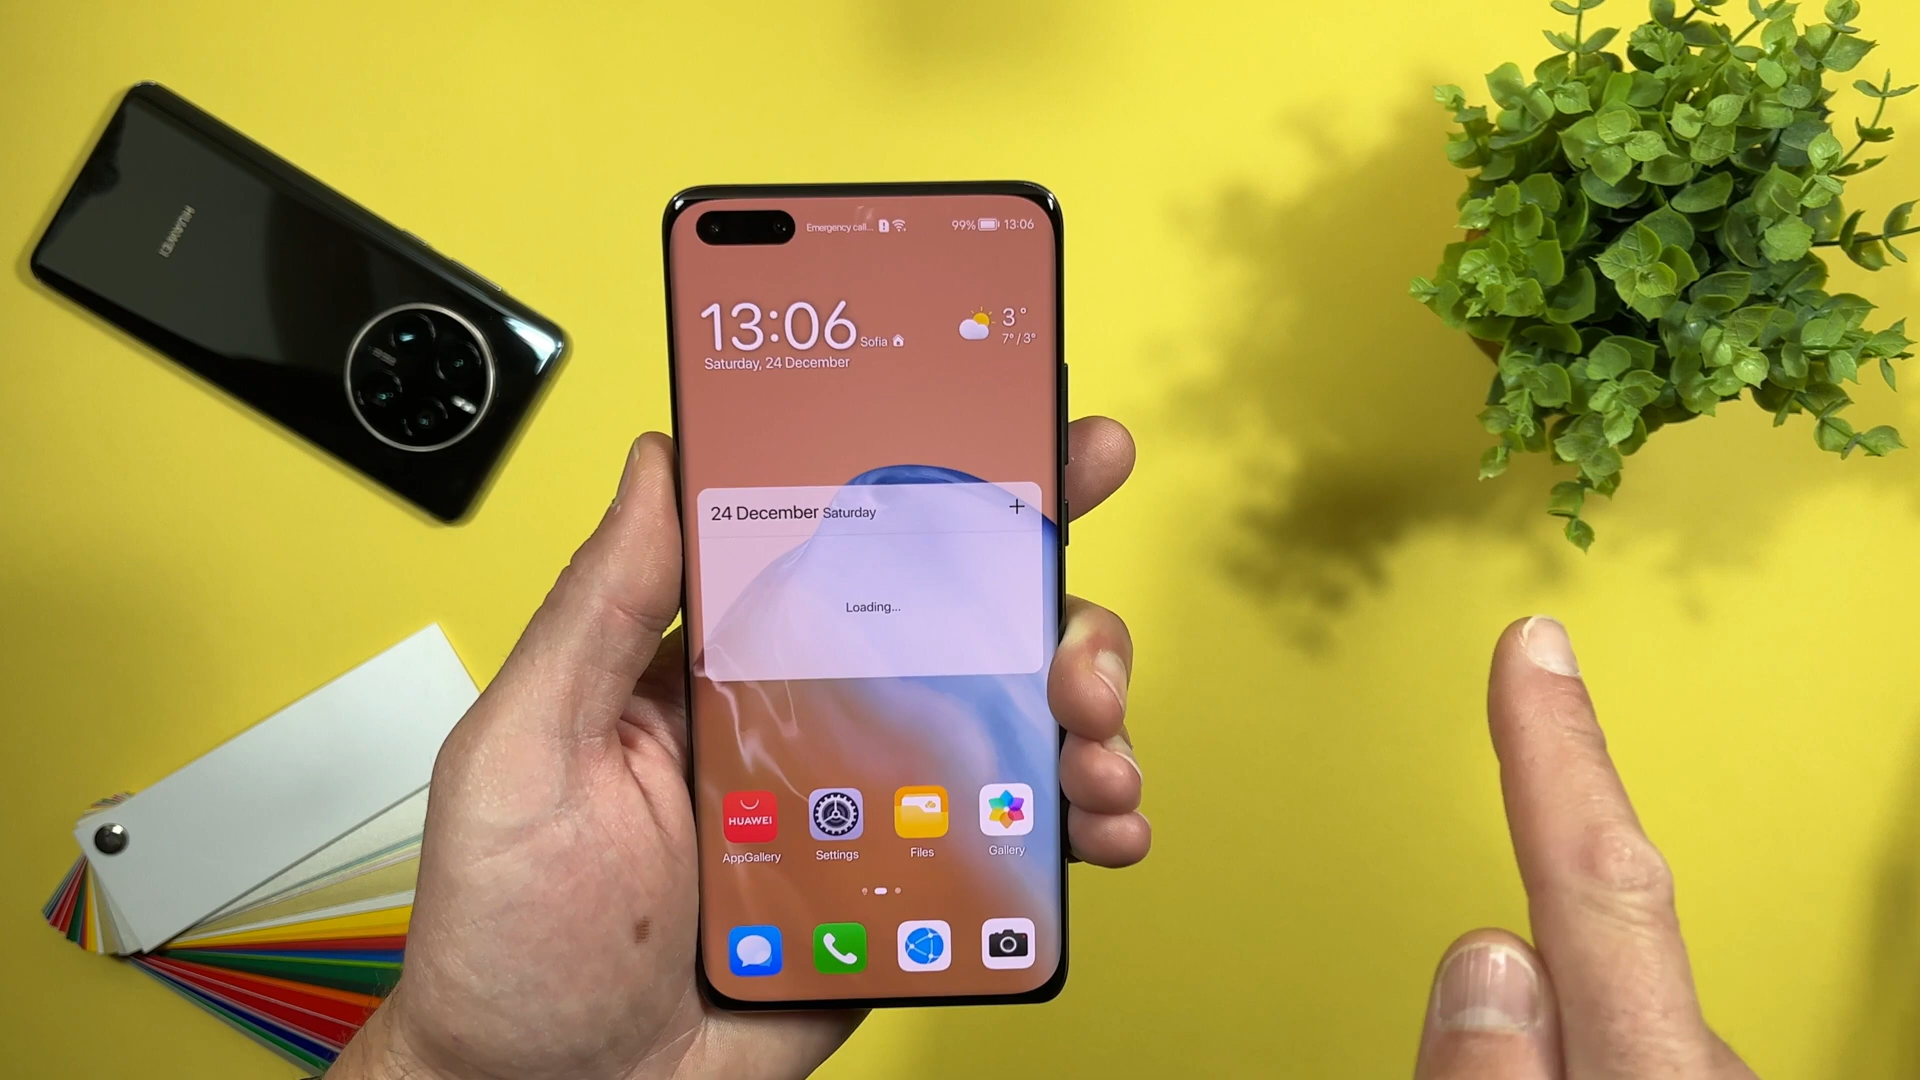 HUAWEI
Emergency call... 99% 13:06
13:06 Sofia 3°
7° / 3°
Saturday, 24 December
24 December Saturday +
Loading...
HUAWEI
AppGallery Settings Files Gallery